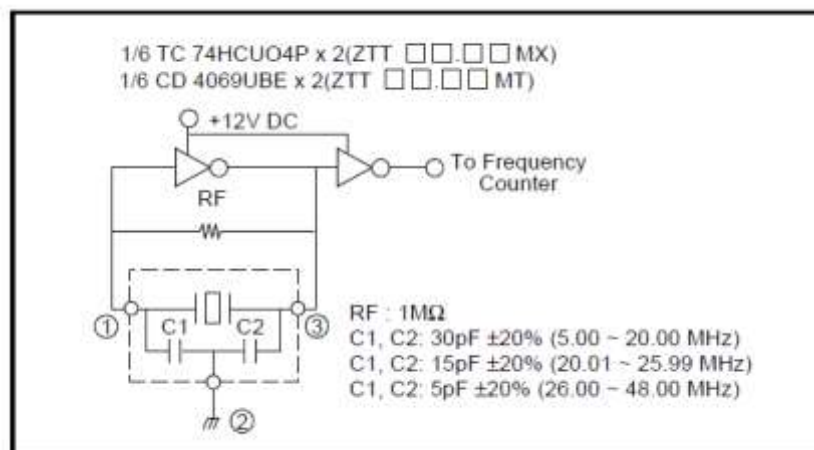 1/6 TC 74HCUO4P x 2(ZTT □□.□□MX)
1/6 CD 4069UBE x 2(ZTT □□.□□MT)
+12V DC
To Frequency
Counter
RF
① C1 C2 ③
②
RF : 1MΩ
C1, C2: 30pF ±20% (5.00 ~ 20.00 MHz)
C1, C2: 15pF ±20% (20.01 ~ 25.99 MHz)
C1, C2: 5pF ±20% (26.00 ~ 48.00 MHz)